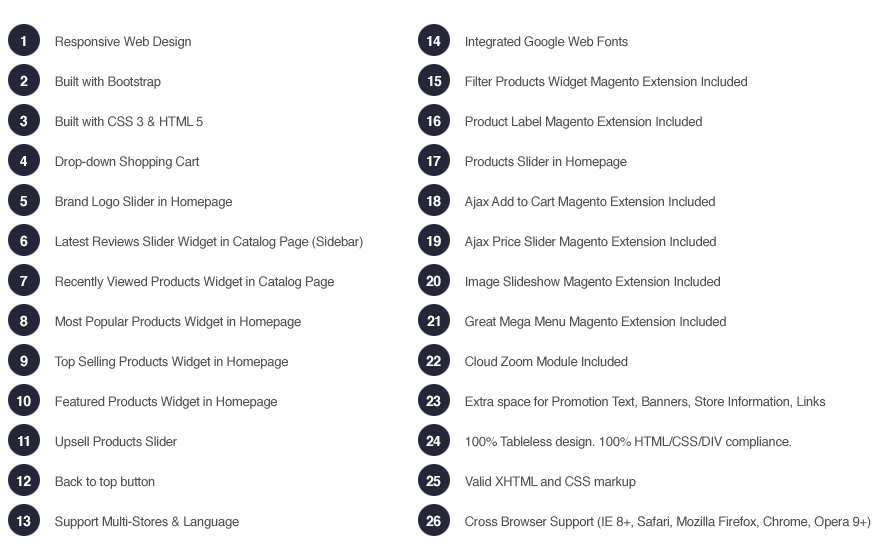 1 Responsive Web Design
2 Built with Bootstrap
3 Built with CSS 3 & HTML 5
4 Drop-down Shopping Cart
5 Brand Logo Slider in Homepage
6 Latest Reviews Slider Widget in Catalog Page (Sidebar)
7 Recently Viewed Products Widget in Catalog Page
8 Most Popular Products Widget in Homepage
9 Top Selling Products Widget in Homepage
10 Featured Products Widget in Homepage
11 Upsell Products Slider
12 Back to top button
13 Support Multi-Stores & Language
14 Integrated Google Web Fonts
15 Filter Products Widget Magento Extension Included
16 Product Label Magento Extension Included
17 Products Slider in Homepage
18 Ajax Add to Cart Magento Extension Included
19 Ajax Price Slider Magento Extension Included
20 Image Slideshow Magento Extension Included
21 Great Mega Menu Magento Extension Included
22 Cloud Zoom Module Included
23 Extra space for Promotion Text, Banners, Store Information, Links
24 100% Tableless design. 100% HTML/CSS/DIV compliance.
25 Valid XHTML and CSS markup
26 Cross Browser Support (IE 8+, Safari, Mozilla Firefox, Chrome, Opera 9+)